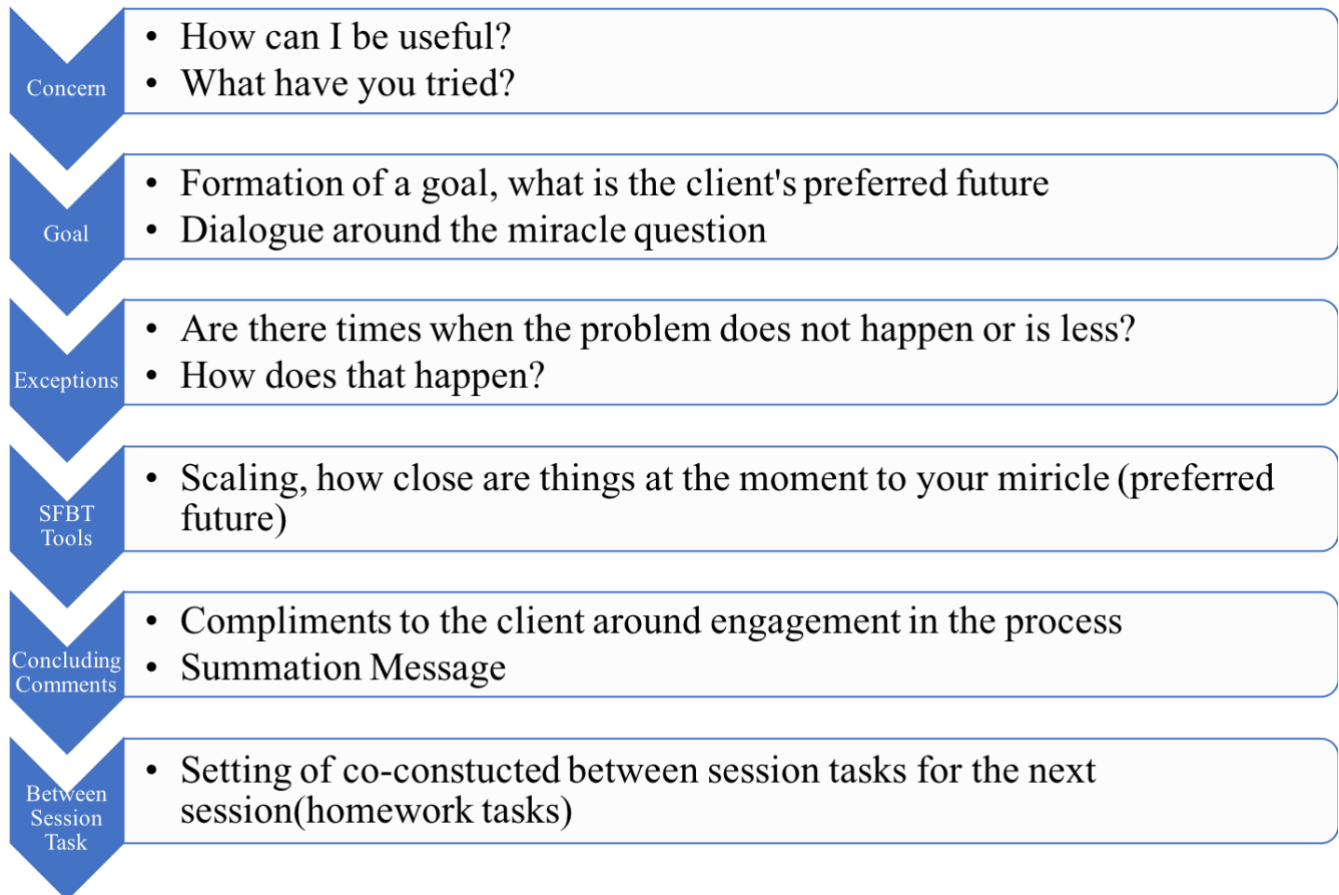 Concern
• How can I be useful?
• What have you tried?
Goal
• Formation of a goal, what is the client's preferred future
• Dialogue around the miracle question
Exceptions
• Are there times when the problem does not happen or is less?
• How does that happen?
SFBT
Tools
• Scaling, how close are things at the moment to your miricle (preferred
future)
Concluding
Comments
• Compliments to the client around engagement in the process
• Summation Message
Between
Session
Task
• Setting of co-constucted between session tasks for the next
session(homework tasks)